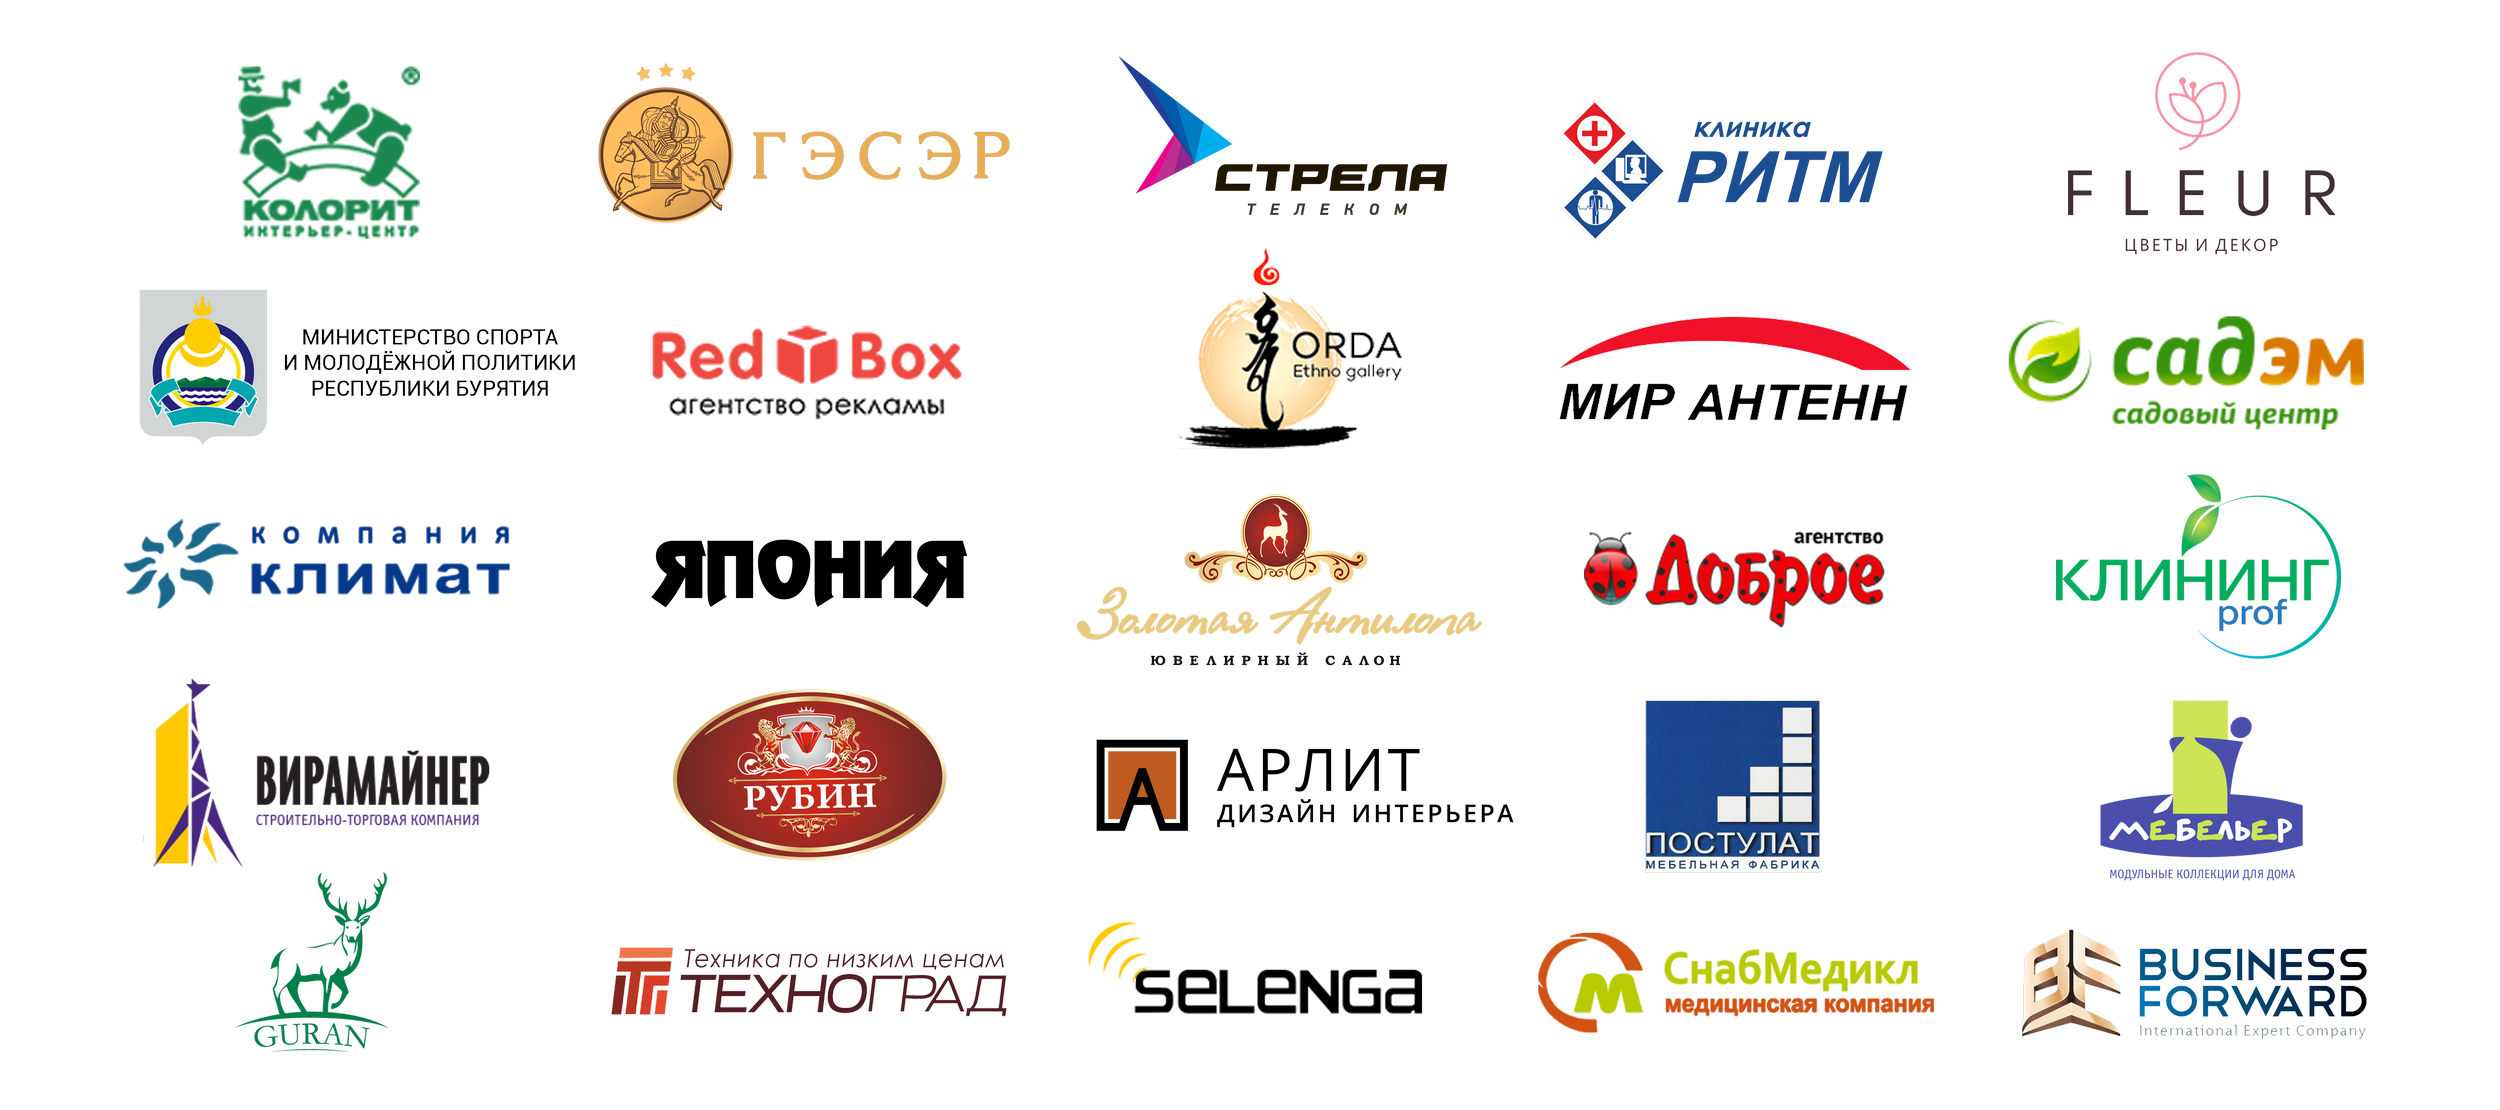 ®
КОЛОРИТ
ИНТЕРЬЕР-ЦЕНТР
ГЭСЭР
СТРЕЛА
ТЕЛЕКОМ
КЛИНИКА
РИТМ
FLEUR
ЦВЕТЫ И ДЕКОР
МИНИСТЕРСТВО СПОРТА
И МОЛОДЁЖНОЙ ПОЛИТИКИ
РЕСПУБЛИКИ БУРЯТИЯ
Red Box
агентство рекламы
ORDA
Ethno gallery
МИР АНТЕНН
садэм
садовый центр
компания
климат
ЯПОНИЯ
Золотая Антилопа
ЮВЕЛИРНЫЙ САЛОН
агентство
Доброе
КЛИНИНГ
prof
ВИРАМАЙНЕР
СТРОИТЕЛЬНО-ТОРГОВАЯ КОМПАНИЯ
РУБИН
А
АРЛИТ
ДИЗАЙН ИНТЕРЬЕРА
ПОСТУЛАТ
МЕБЕЛЬНАЯ ФАБРИКА
МЕБЕЛЬЕР
МОДУЛЬНЫЕ КОЛЛЕКЦИИ ДЛЯ ДОМА
GURAN
Техника по низким ценам
ТЕХНОГРАД
SELENGA
М
СнабМедикл
медицинская компания
BF
BUSINESS
FORWARD
International Expert Company